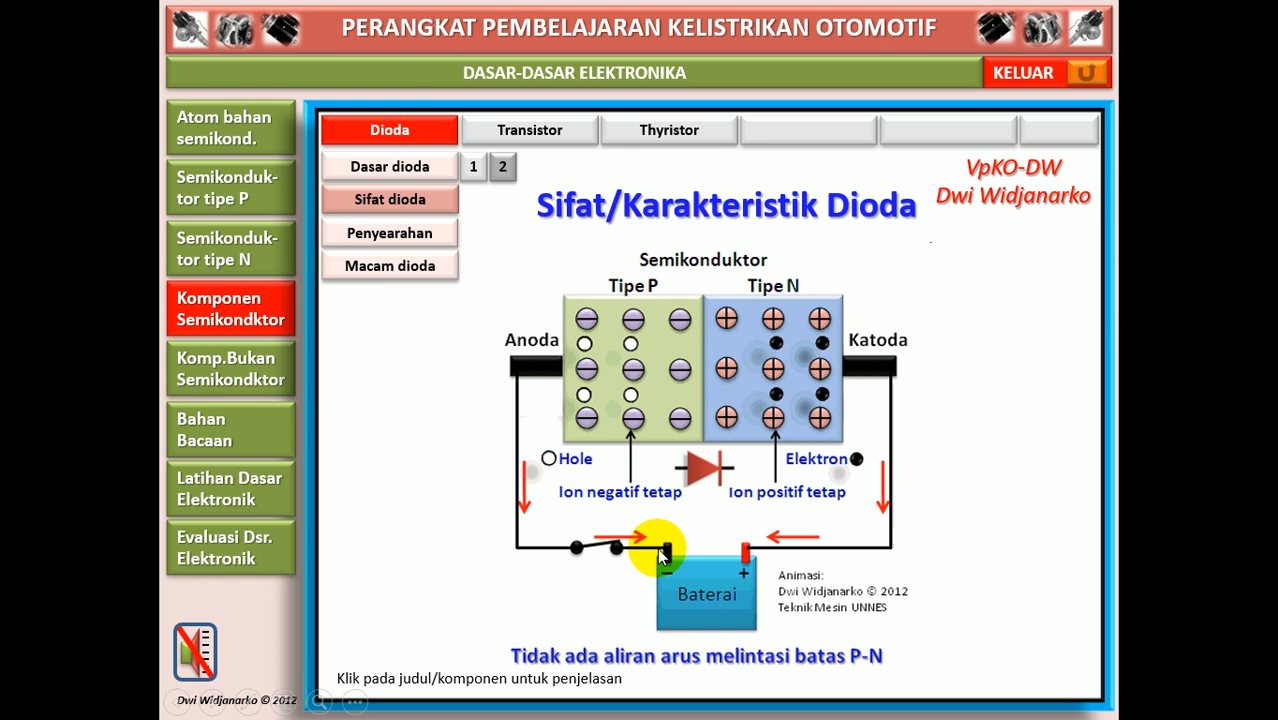 PERANGKAT PEMBELAJARAN KELISTRIKAN OTOMOTIF
DASAR-DASAR ELEKTRONIKA
KELUAR
Atom bahan
semikond.
Semikonduk-
tor tipe P
Semikonduk-
tor tipe N
Komponen
Semikondktor
Komp.Bukan
Semikondktor
Bahan
Bacaan
Latihan Dasar
Elektronik
Evaluasi Dsr.
Elektronik
Dwi Widjanarko © 2012
Dioda
Transistor
Thyristor
Dasar dioda
1
2
Sifat dioda
Penyearahan
Macam dioda
VpKO-DW
Dwi Widjanarko
Sifat/Karakteristik Dioda
Semikonduktor
Tipe P
Tipe N
Anoda
Katoda
Hole
Elektron
Ion negatif tetap
Ion positif tetap
− +
Baterai
Animasi:
Dwi Widjanarko © 2012
Teknik Mesin UNNES
Tidak ada aliran arus melintasi batas P-N
Klik pada judul/komponen untuk penjelasan